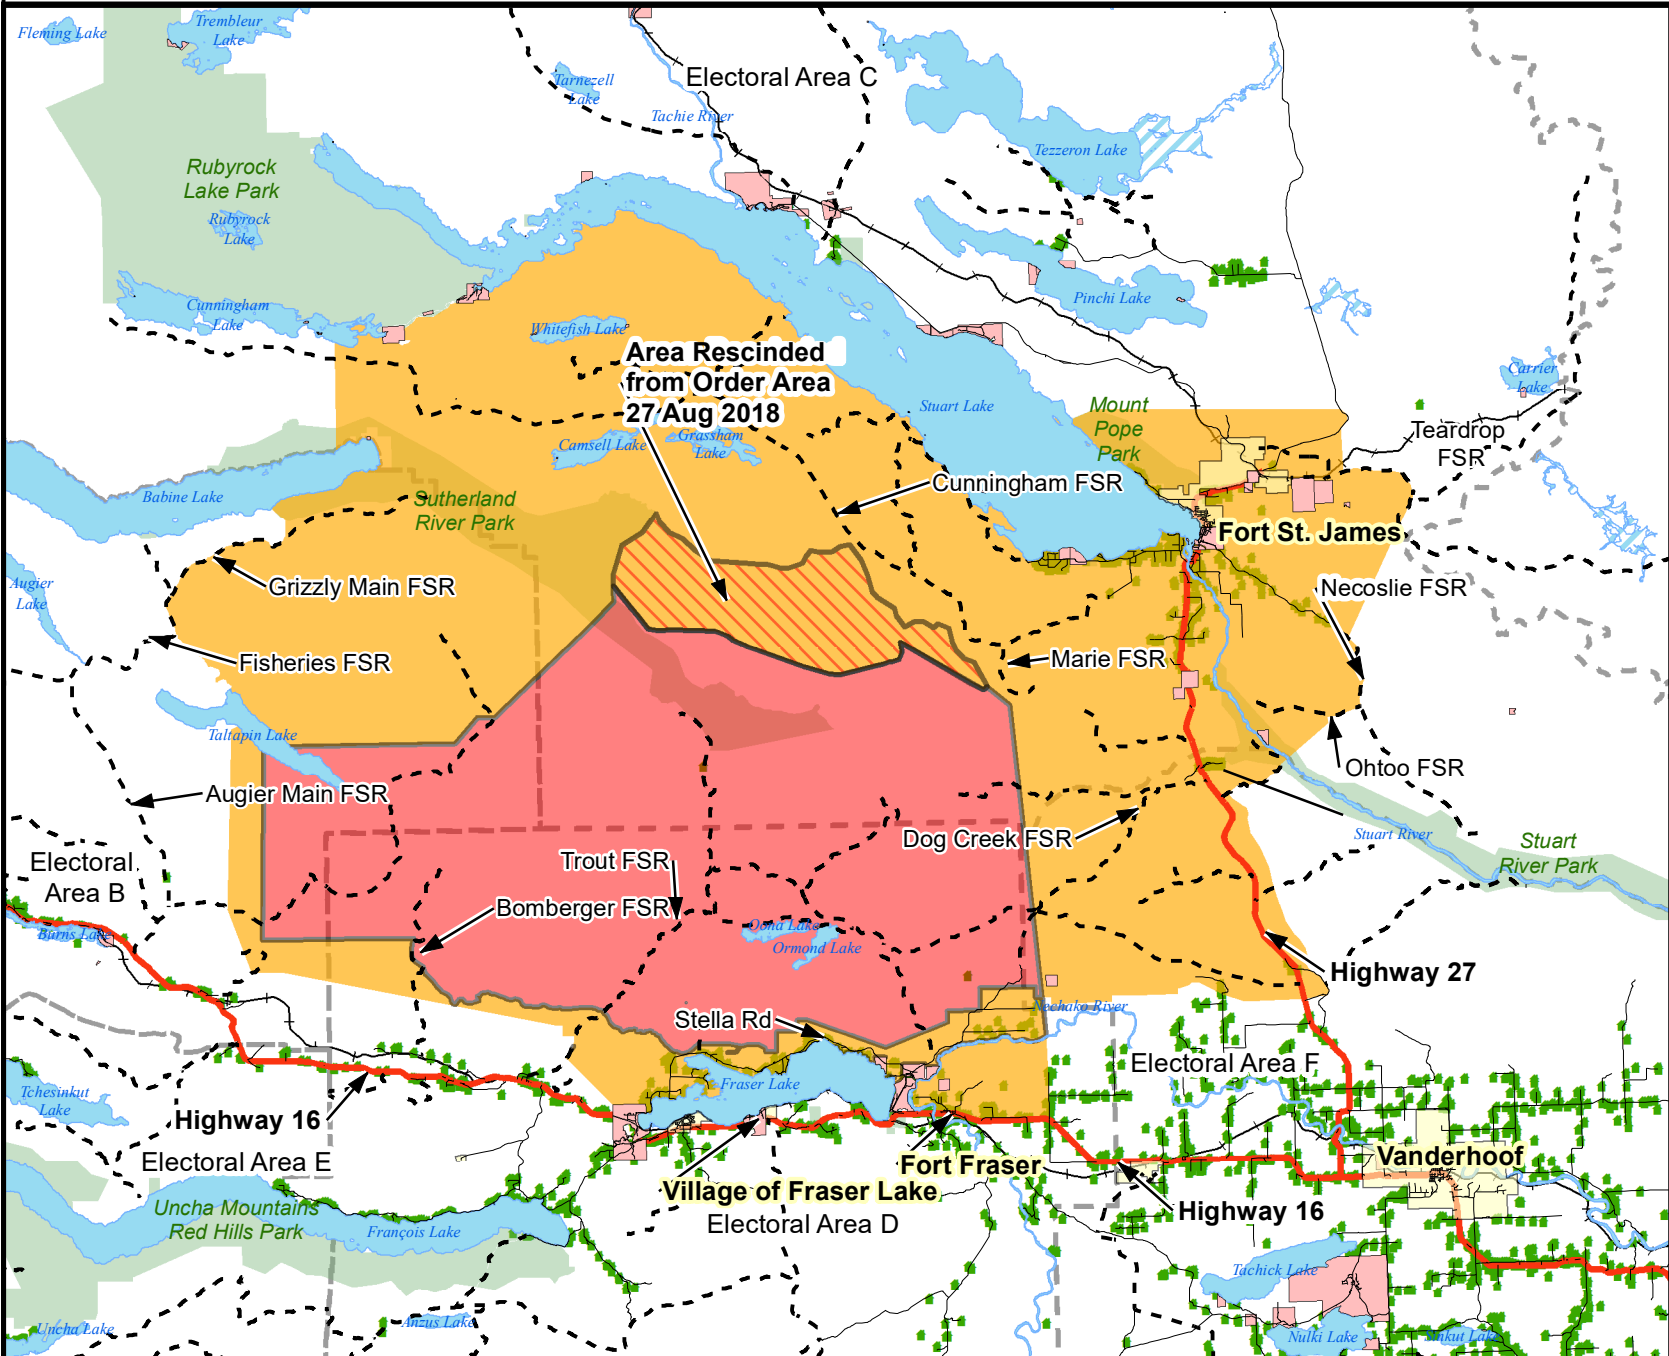 Fleming Lake
Trembleur
Lake
Tarnezell
Lake
Electoral Area C
Tachie River
Tezzeron Lake
Rubyrock
Lake Park
Rubyrock
Lake
Cunningham
Lake
Pinchi Lake
Whitefish Lake
Area Rescinded
from Order Area
27 Aug 2018
Carrier
Lake
Stuart Lake
Mount
Pope
Park
Teardrop
FSR
Camsell Lake
Grassham
Lake
Cunningham FSR
Babine Lake
Sutherland
River Park
Fort St. James
Augier
Lake
Grizzly Main FSR
Necoslie FSR
Fisheries FSR
Marie FSR
Taltapin Lake
Ohtoo FSR
Augier Main FSR
Dog Creek FSR
Stuart River
Stuart
River Park
Electoral
Area B
Trout FSR
Bomberger FSR
Oona Lake
Ormond Lake
Burns Lake
Highway 27
Nechako River
Stella Rd
Electoral Area F
Fraser Lake
Tchesinkut
Lake
Highway 16
Electoral Area E
Fort Fraser
Vanderhoof
Village of Fraser Lake
Uncha Mountains
Red Hills Park
François Lake
Electoral Area D
Highway 16
Tachick Lake
Uncha Lake
Anzus Lake
Nulki Lake
Sinkut Lake